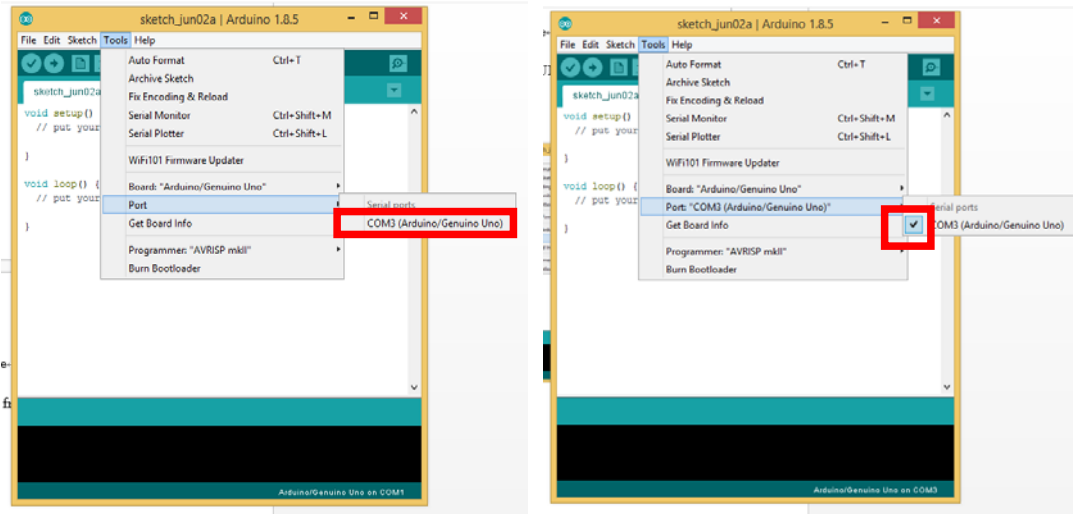 sketch_jun02a | Arduino 1.8.5
File Edit Sketch Tools Help
Auto Format Ctrl+T
Archive Sketch
sketch_jun02a
Fix Encoding & Reload
void setup()
Serial Monitor Ctrl+Shift+M
// put your
Serial Plotter Ctrl+Shift+L
}
WiFi101 Firmware Updater
void loop() {
Board: "Arduino/Genuino Uno"
// put your
Port
Serial ports
}
Get Board Info
COM3 (Arduino/Genuino Uno)
Programmer: "AVRISP mkII"
Burn Bootloader
e-
fr
Arduino/Genuino Uno on COM1
sketch_jun02a | Arduino 1.8.5
e-
File Edit Sketch Tools Help
Auto Format Ctrl+T
Archive Sketch
sketch_jun02a
Fix Encoding & Reload
void setup()
Serial Monitor Ctrl+Shift+M
// put your
Serial Plotter Ctrl+Shift+L
}
WiFi101 Firmware Updater
void loop() {
Board: "Arduino/Genuino Uno"
// put your
Port: "COM3 (Arduino/Genuino Uno)"
Serial ports
}
Get Board Info
COM3 (Arduino/Genuino Uno)
Programmer: "AVRISP mkII"
Burn Bootloader
Arduino/Genuino Uno on COM3